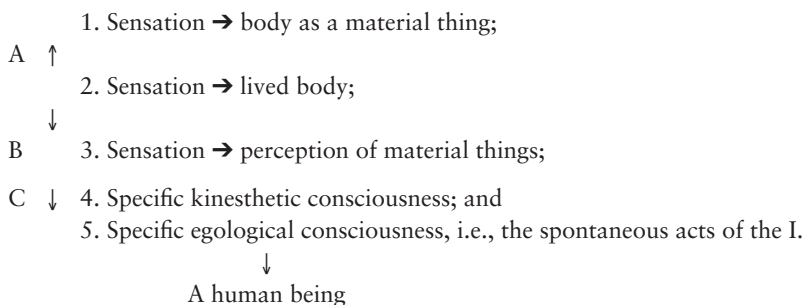 1. Sensation ➔ body as a material thing;
A ↑
2. Sensation ➔ lived body;
↓
B 3. Sensation ➔ perception of material things;
C ↓ 4. Specific kinesthetic consciousness; and
5. Specific egological consciousness, i.e., the spontaneous acts of the I.
↓
A human being